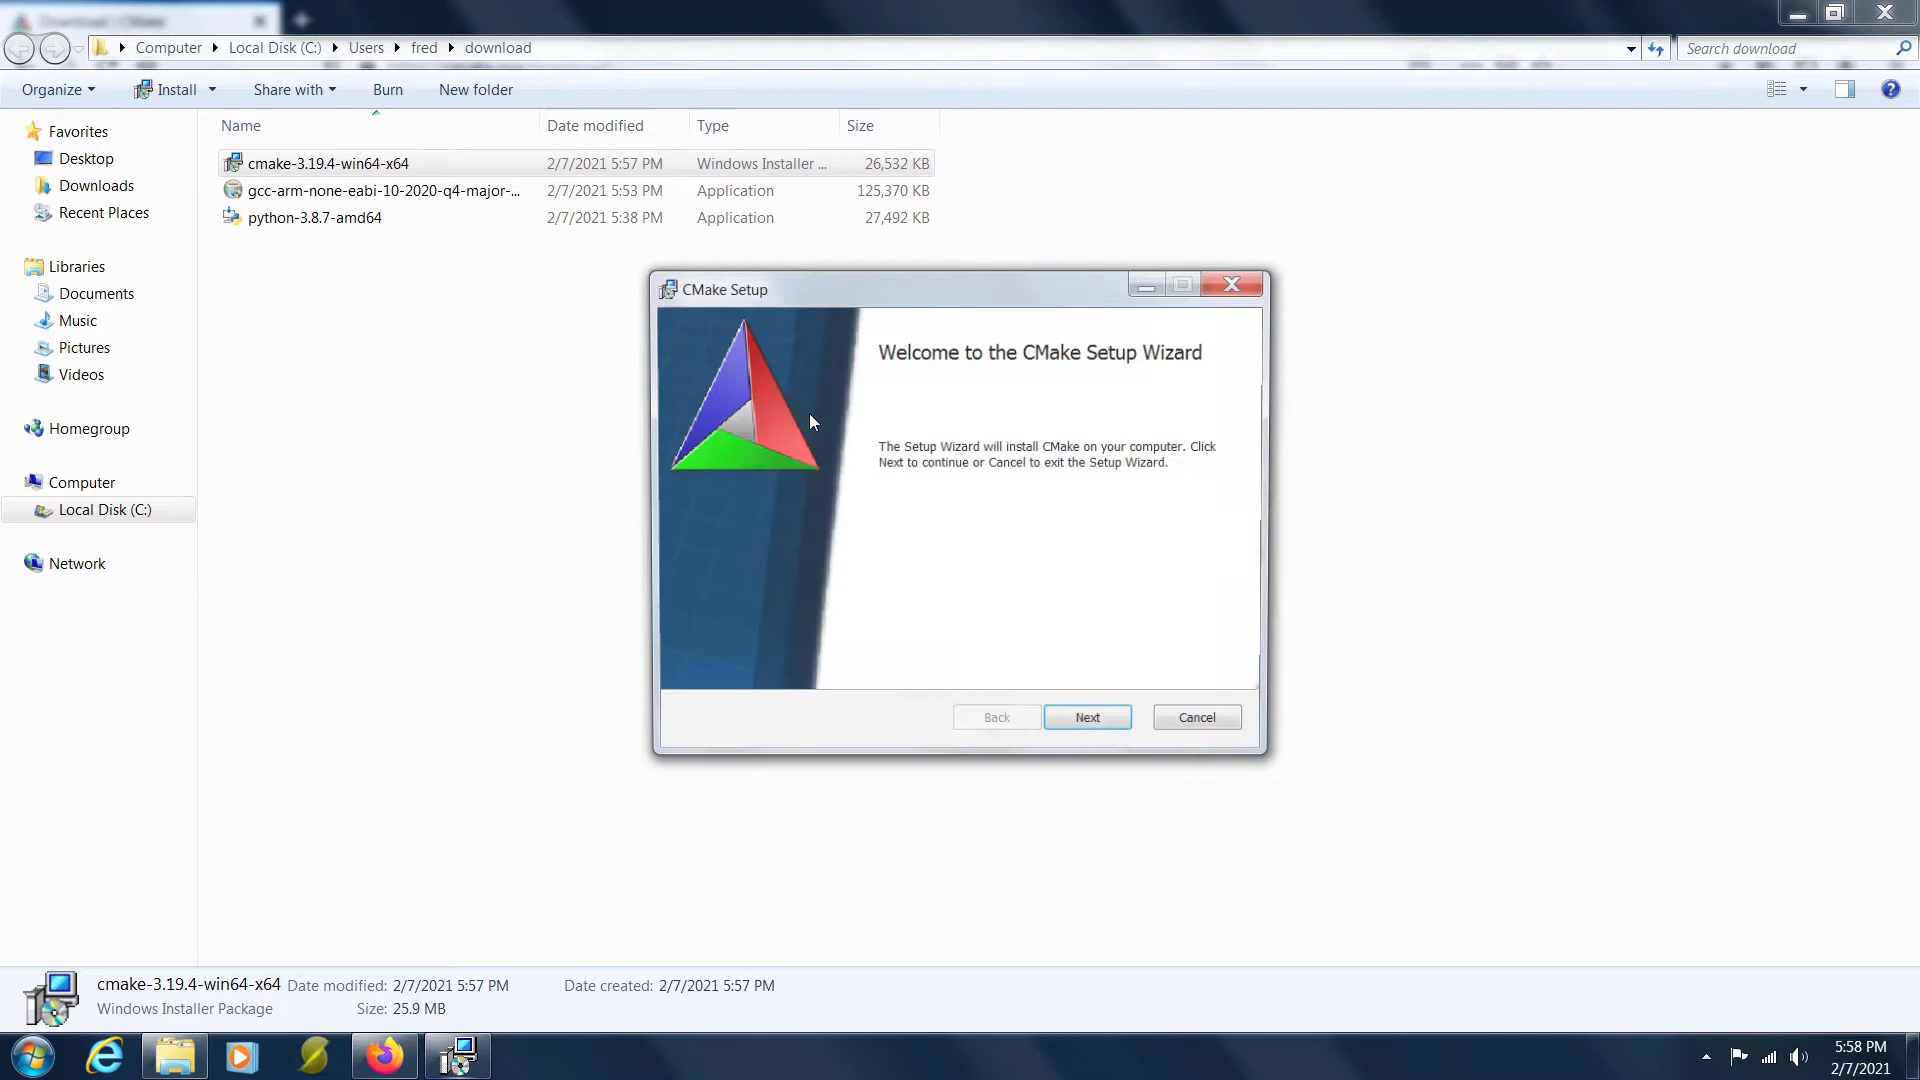 Download | CMake
Computer Local Disk (C:) Users fred download
Search download
Organize Install Share with Burn New folder
Name Date modified Type Size
Favorites
Desktop
Downloads
Recent Places
Libraries
Documents
Music
Pictures
Videos
Homegroup
Computer
Local Disk (C:)
Network
cmake-3.19.4-win64-x64 2/7/2021 5:57 PM Windows Installer ... 26,532 KB
gcc-arm-none-eabi-10-2020-q4-major-... 2/7/2021 5:53 PM Application 125,370 KB
python-3.8.7-amd64 2/7/2021 5:38 PM Application 27,492 KB
CMake Setup
Welcome to the CMake Setup Wizard
The Setup Wizard will install CMake on your computer. Click
Next to continue or Cancel to exit the Setup Wizard.
Back Next Cancel
cmake-3.19.4-win64-x64 Date modified: 2/7/2021 5:57 PM Date created: 2/7/2021 5:57 PM
Windows Installer Package Size: 25.9 MB
5:58 PM
2/7/2021